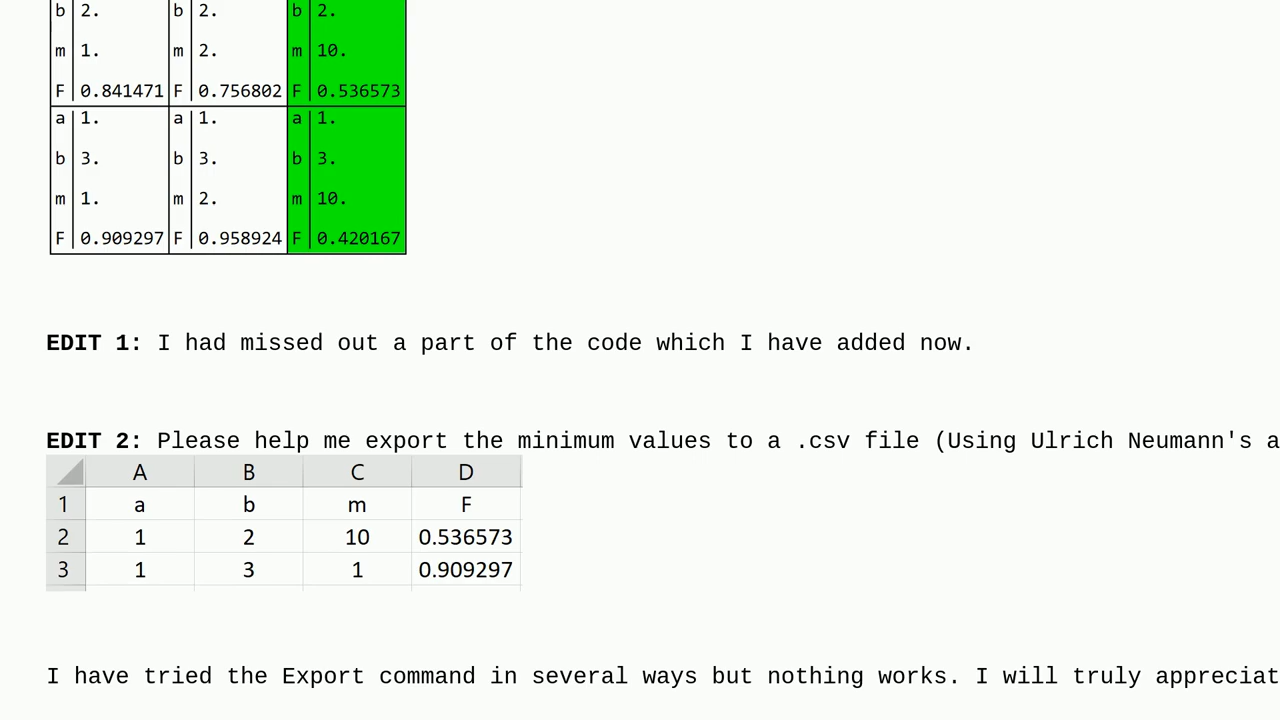 b 2. b 2. b 2.
m 1. m 2. m 10.
F 0.841471 F 0.756802 F 0.536573
a 1. a 1. a 1.
b 3. b 3. b 3.
m 1. m 2. m 10.
F 0.909297 F 0.958924 F 0.420167
EDIT 1: I had missed out a part of the code which I have added now.
EDIT 2: Please help me export the minimum values to a .csv file (Using Ulrich Neumann's a
A B C D
1 a b m F
2 1 2 10 0.536573
3 1 3 1 0.909297
I have tried the Export command in several ways but nothing works. I will truly appreciat